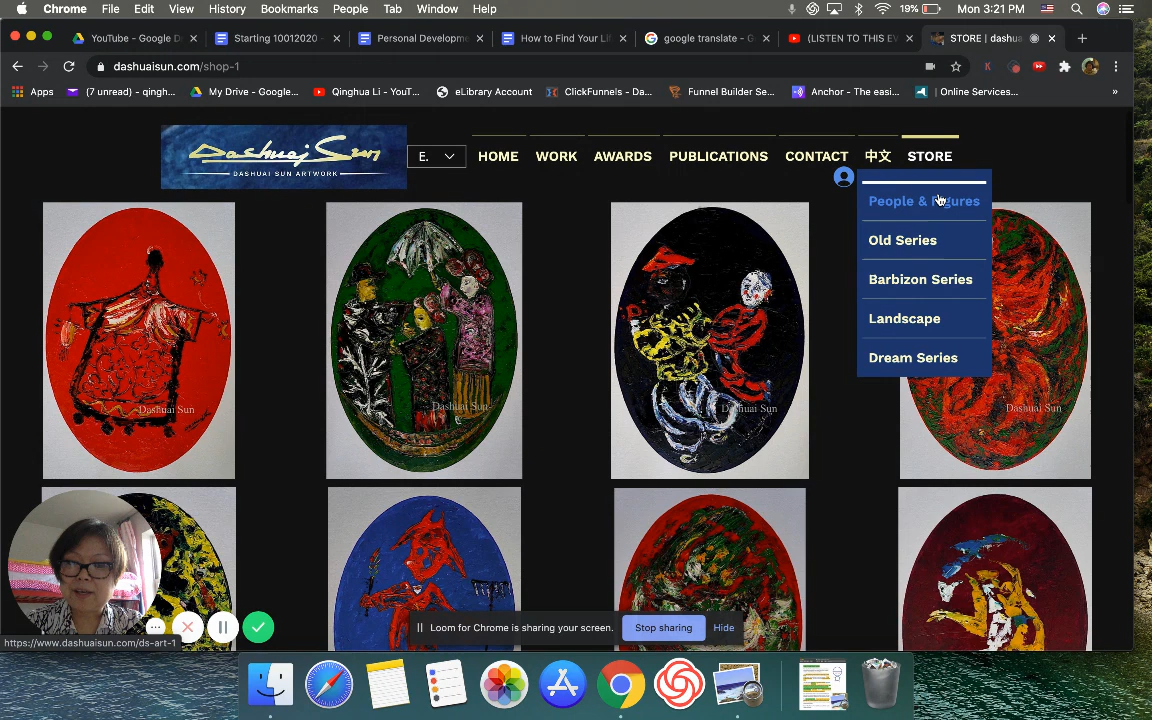 Chrome File Edit View History Bookmarks People Tab Window Help 19% Mon 3:21 PM
YouTube - Google D Starting 10012020 - Personal Developme How to Find Your Li google translate - G (LISTEN TO THIS EV STORE | dashua
dashuaisun.com/shop-1
Apps (7 unread) - qingh... My Drive - Google... Qinghua Li - YouT... eLibrary Account ClickFunnels - Da... Funnel Builder Se... Anchor - The easi... | Online Services... »
Dashuai Sun
DASHUAI SUN ARTWORK
E. HOME WORK AWARDS PUBLICATIONS CONTACT 中文 STORE
People & Figures
Old Series
Barbizon Series
Landscape
Dream Series
Dashuai Sun Dashuai Sun Dashuai Sun Dashuai Sun
Loom for Chrome is sharing your screen. Stop sharing Hide
https://www.dashuaisun.com/ds-art-1